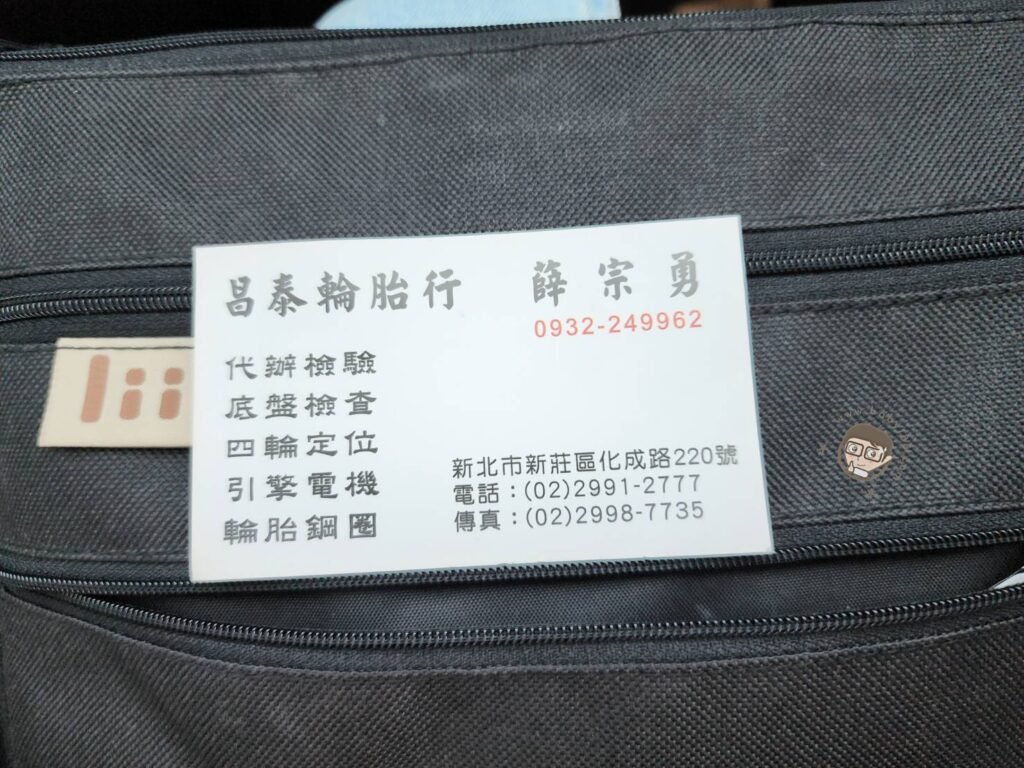 昌泰輪胎行 薛宗勇
0932-249962
代辦檢驗
底盤檢查
四輪定位
引擎電機
輪胎鋼圈
新北市新莊區化成路220號
電話：(02)2991-2777
傳真：(02)2998-7735